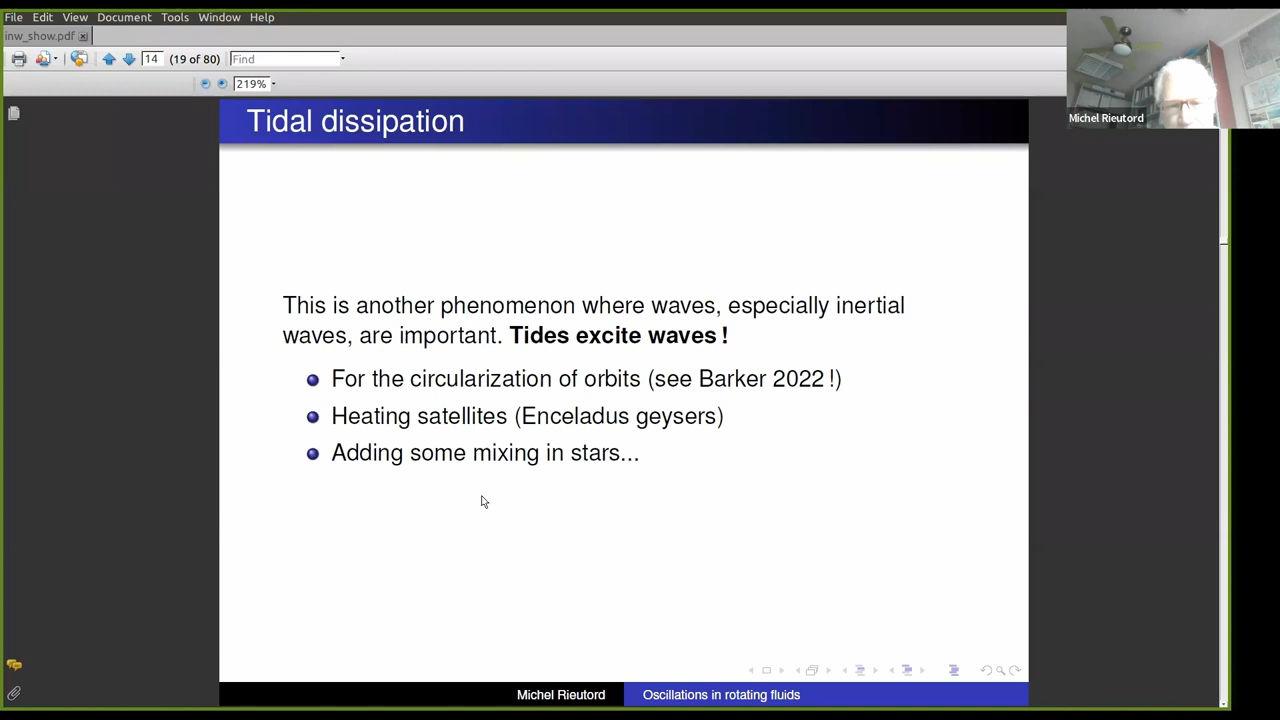 File Edit View Document Tools Window Help
inw_show.pdf
14 (19 of 80) Find
219%
Michel Rieutord
Tidal dissipation
This is another phenomenon where waves, especially inertial
waves, are important. Tides excite waves !
For the circularization of orbits (see Barker 2022 !)
Heating satellites (Enceladus geysers)
Adding some mixing in stars...
Michel Rieutord Oscillations in rotating fluids